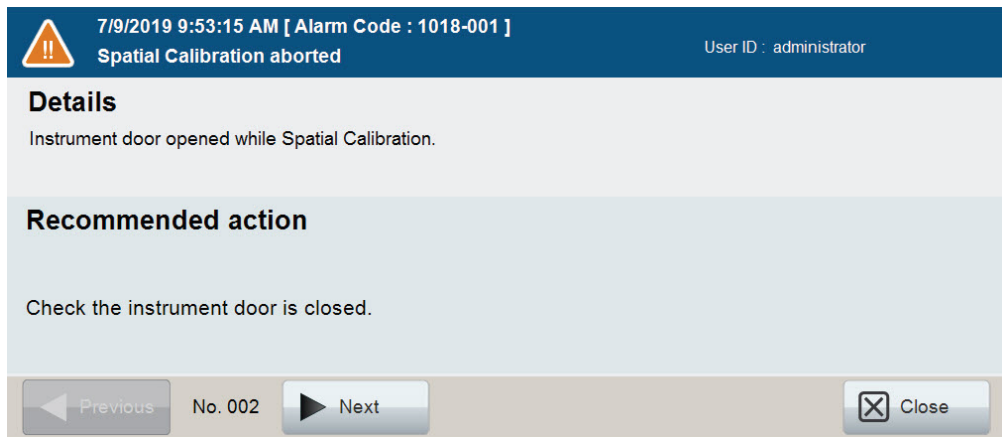 7/9/2019 9:53:15 AM [ Alarm Code : 1018-001 ]
Spatial Calibration aborted
User ID : administrator
Details
Instrument door opened while Spatial Calibration.
Recommended action
Check the instrument door is closed.
Previous No. 002 Next Close